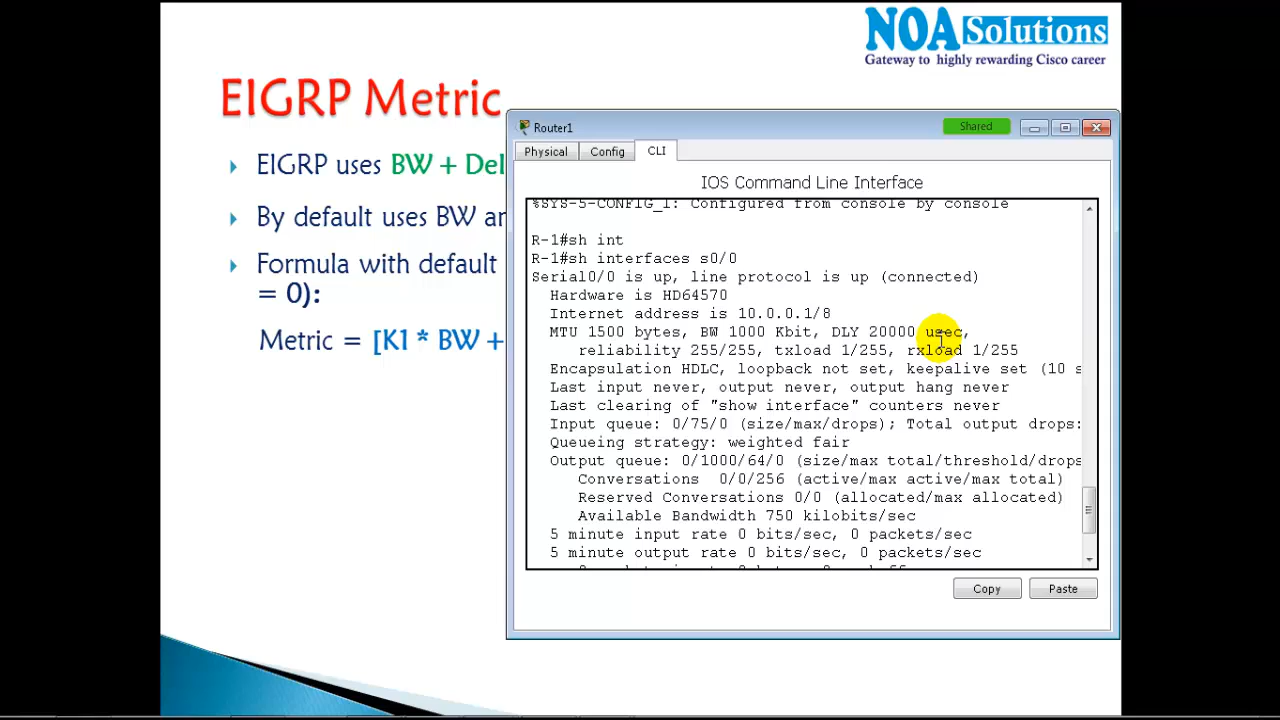 NOA Solutions
Gateway to highly rewarding Cisco career
EIGRP Metric
EIGRP uses BW + Del
By default uses BW an
Formula with default
= 0):
Metric = [K1 * BW +
Router1
Shared
Physical
Config
CLI
IOS Command Line Interface
%SYS-5-CONFIG_I: Configured from console by console
R-1#sh int
R-1#sh interfaces s0/0
Serial0/0 is up, line protocol is up (connected)
Hardware is HD64570
Internet address is 10.0.0.1/8
MTU 1500 bytes, BW 1000 Kbit, DLY 20000 usec,
reliability 255/255, txload 1/255, rxload 1/255
Encapsulation HDLC, loopback not set, keepalive set (10 s
Last input never, output never, output hang never
Last clearing of "show interface" counters never
Input queue: 0/75/0 (size/max/drops); Total output drops:
Queueing strategy: weighted fair
Output queue: 0/1000/64/0 (size/max total/threshold/drops
Conversations 0/0/256 (active/max active/max total)
Reserved Conversations 0/0 (allocated/max allocated)
Available Bandwidth 750 kilobits/sec
5 minute input rate 0 bits/sec, 0 packets/sec
5 minute output rate 0 bits/sec, 0 packets/sec
Copy
Paste